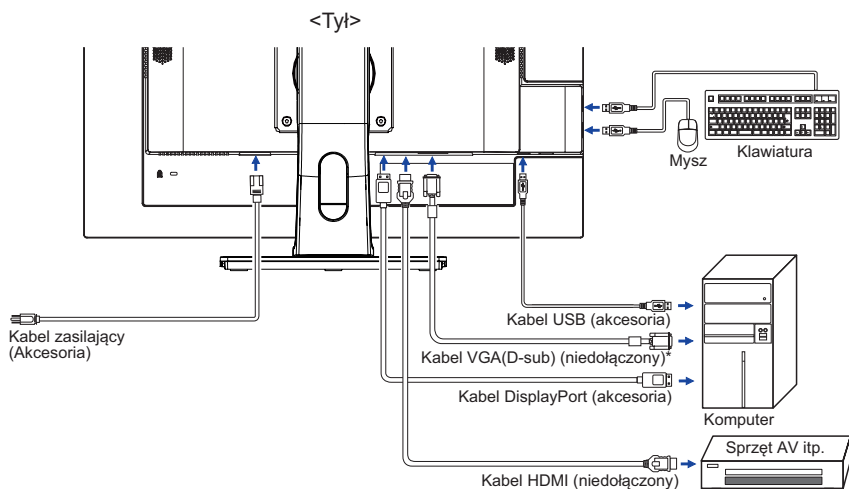 <Tył>
Mysz
Klawiatura
Kabel zasilający
(Akcesoria)
Kabel USB (akcesoria)
Kabel VGA(D-sub) (niedołączony)*
Kabel DisplayPort (akcesoria)
Komputer
Sprzęt AV itp.
Kabel HDMI (niedołączony)